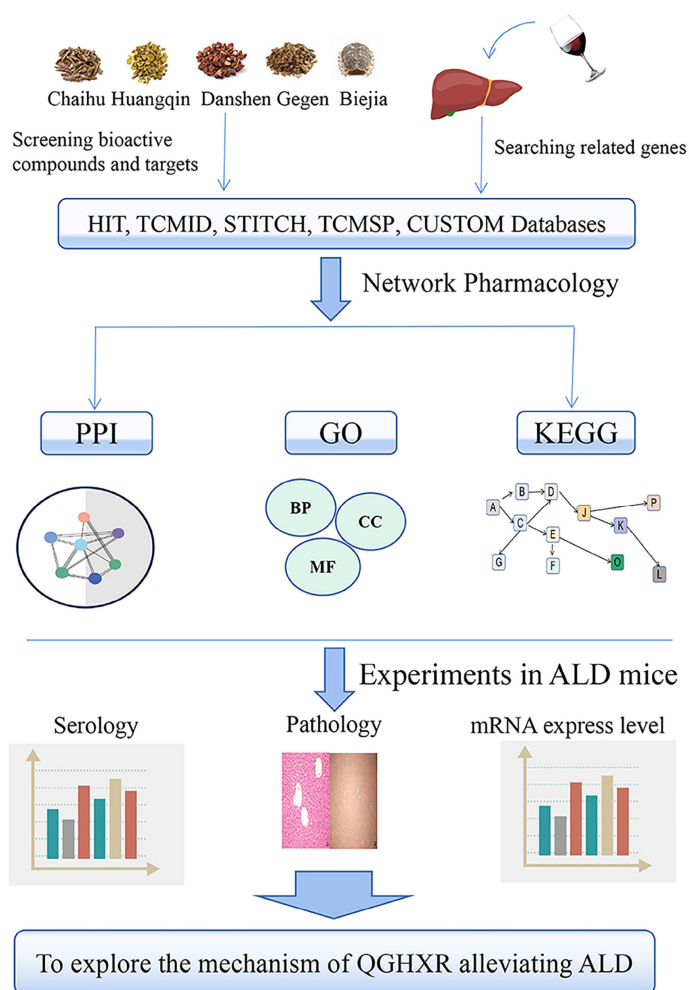 Chaihu Huangqin Danshen Gegen Biejia
Screening bioactive
compounds and targets
Searching related genes
HIT, TCMID, STITCH, TCMSP, CUSTOM Databases
Network Pharmacology
PPI
GO
KEGG
BP
CC
MF
A
B
D
C
J
P
K
E
G
F
O
L
Experiments in ALD mice
Serology
Pathology
mRNA express level
To explore the mechanism of QGHXR alleviating ALD